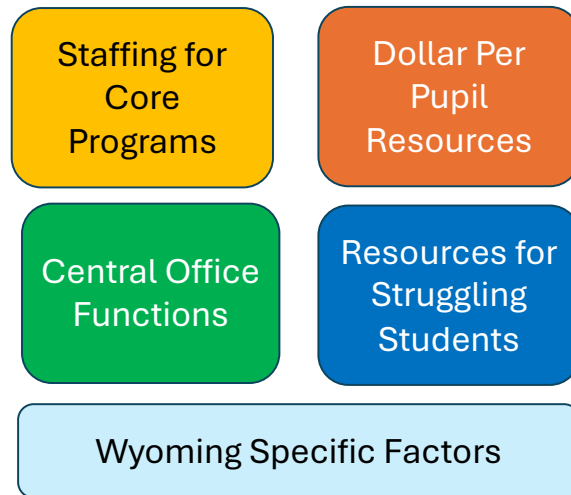 Staffing for
Core
Programs
Dollar Per
Pupil
Resources
Central Office
Functions
Resources for
Struggling
Students
Wyoming Specific Factors